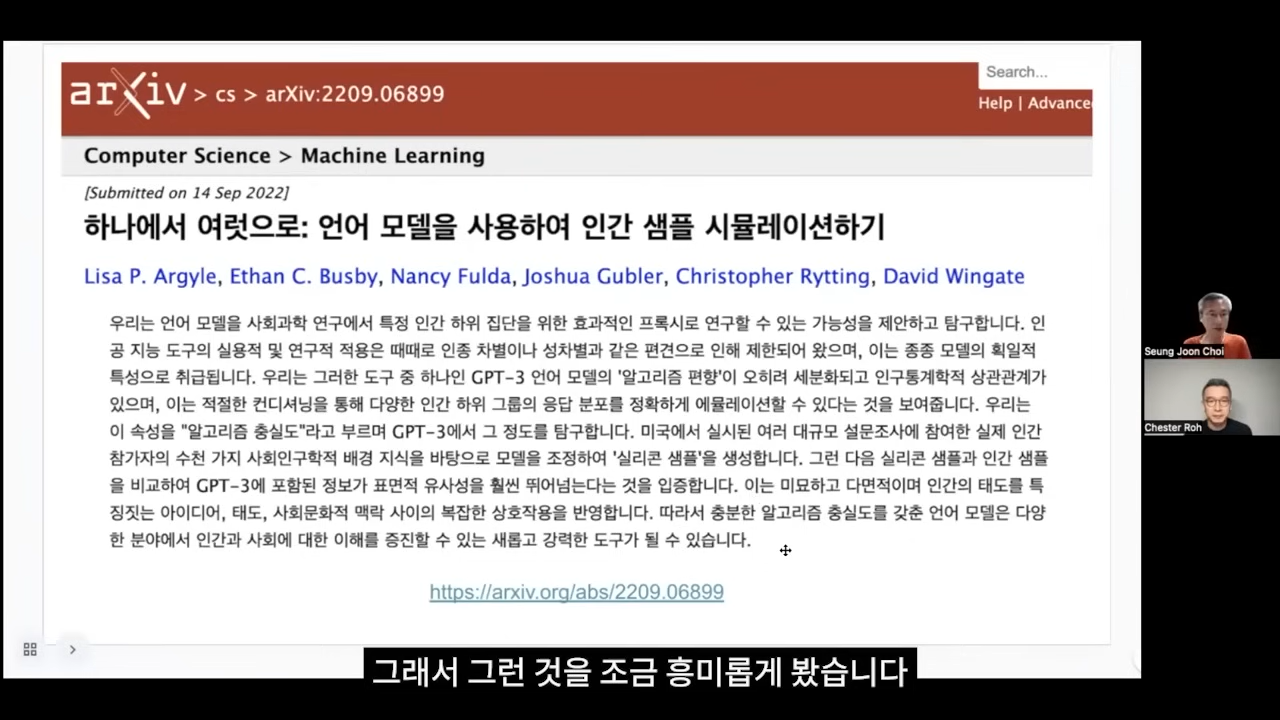 arXiv > cs > arXiv:2209.06899
Search...
Help | Advance
Computer Science > Machine Learning
[Submitted on 14 Sep 2022]
하나에서 여럿으로: 언어 모델을 사용하여 인간 샘플 시뮬레이션하기
Lisa P. Argyle, Ethan C. Busby, Nancy Fulda, Joshua Gubler, Christopher Rytting, David Wingate
우리는 언어 모델을 사회과학 연구에서 특정 인간 하위 집단을 위한 효과적인 프록시로 연구할 수 있는 가능성을 제안하고 탐구합니다. 인
공 지능 도구의 실용적 및 연구적 적용은 때때로 인종 차별이나 성차별과 같은 편견으로 인해 제한되어 왔으며, 이는 종종 모델의 획일적
특성으로 취급됩니다. 우리는 그러한 도구 중 하나인 GPT-3 언어 모델의 '알고리즘 편향'이 오히려 세분화되고 인구통계학적 상관관계가
있으며, 이는 적절한 컨디셔닝을 통해 다양한 인간 하위 그룹의 응답 분포를 정확하게 에뮬레이션할 수 있다는 것을 보여줍니다. 우리는
이 속성을 "알고리즘 충실도"라고 부르며 GPT-3에서 그 정도를 탐구합니다. 미국에서 실시된 여러 대규모 설문조사에 참여한 실제 인간
참가자의 수천 가지 사회인구학적 배경 지식을 바탕으로 모델을 조정하여 '실리콘 샘플'을 생성합니다. 그런 다음 실리콘 샘플과 인간 샘플
을 비교하여 GPT-3에 포함된 정보가 표면적 유사성을 훨씬 뛰어넘는다는 것을 입증합니다. 이는 미묘하고 다면적이며 인간의 태도를 특
징짓는 아이디어, 태도, 사회문화적 맥락 사이의 복잡한 상호작용을 반영합니다. 따라서 충분한 알고리즘 충실도를 갖춘 언어 모델은 다양
한 분야에서 인간과 사회에 대한 이해를 증진할 수 있는 새롭고 강력한 도구가 될 수 있습니다.
https://arxiv.org/abs/2209.06899
Seung Joon Choi
Chester Roh
그래서 그런 것을 조금 흥미롭게 봤습니다